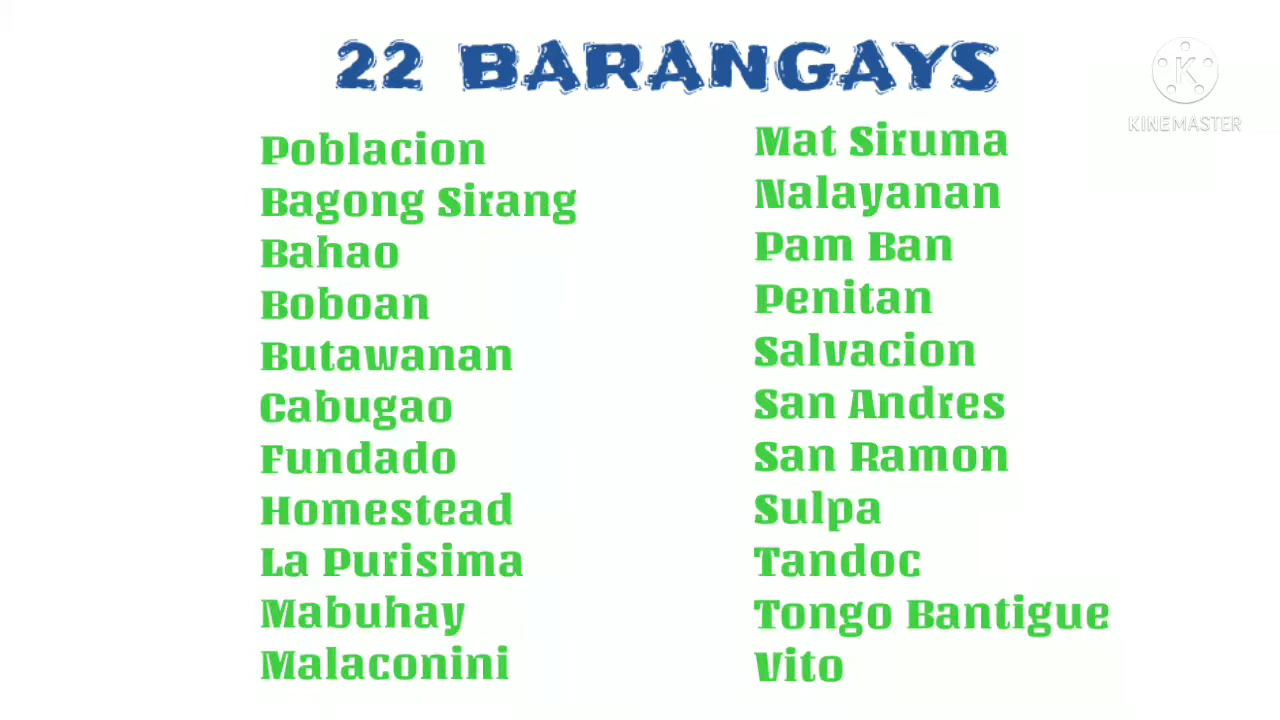 22 BARANGAYS
KINEMASTER
Poblacion
Bagong Sirang
Bahao
Boboan
Butawanan
Cabugao
Fundado
Homestead
La Purisima
Mabuhay
Malaconini
Mat Siruma
Nalayanan
Pam Ban
Penitan
Salvacion
San Andres
San Ramon
Sulpa
Tandoc
Tongo Bantigue
Vito